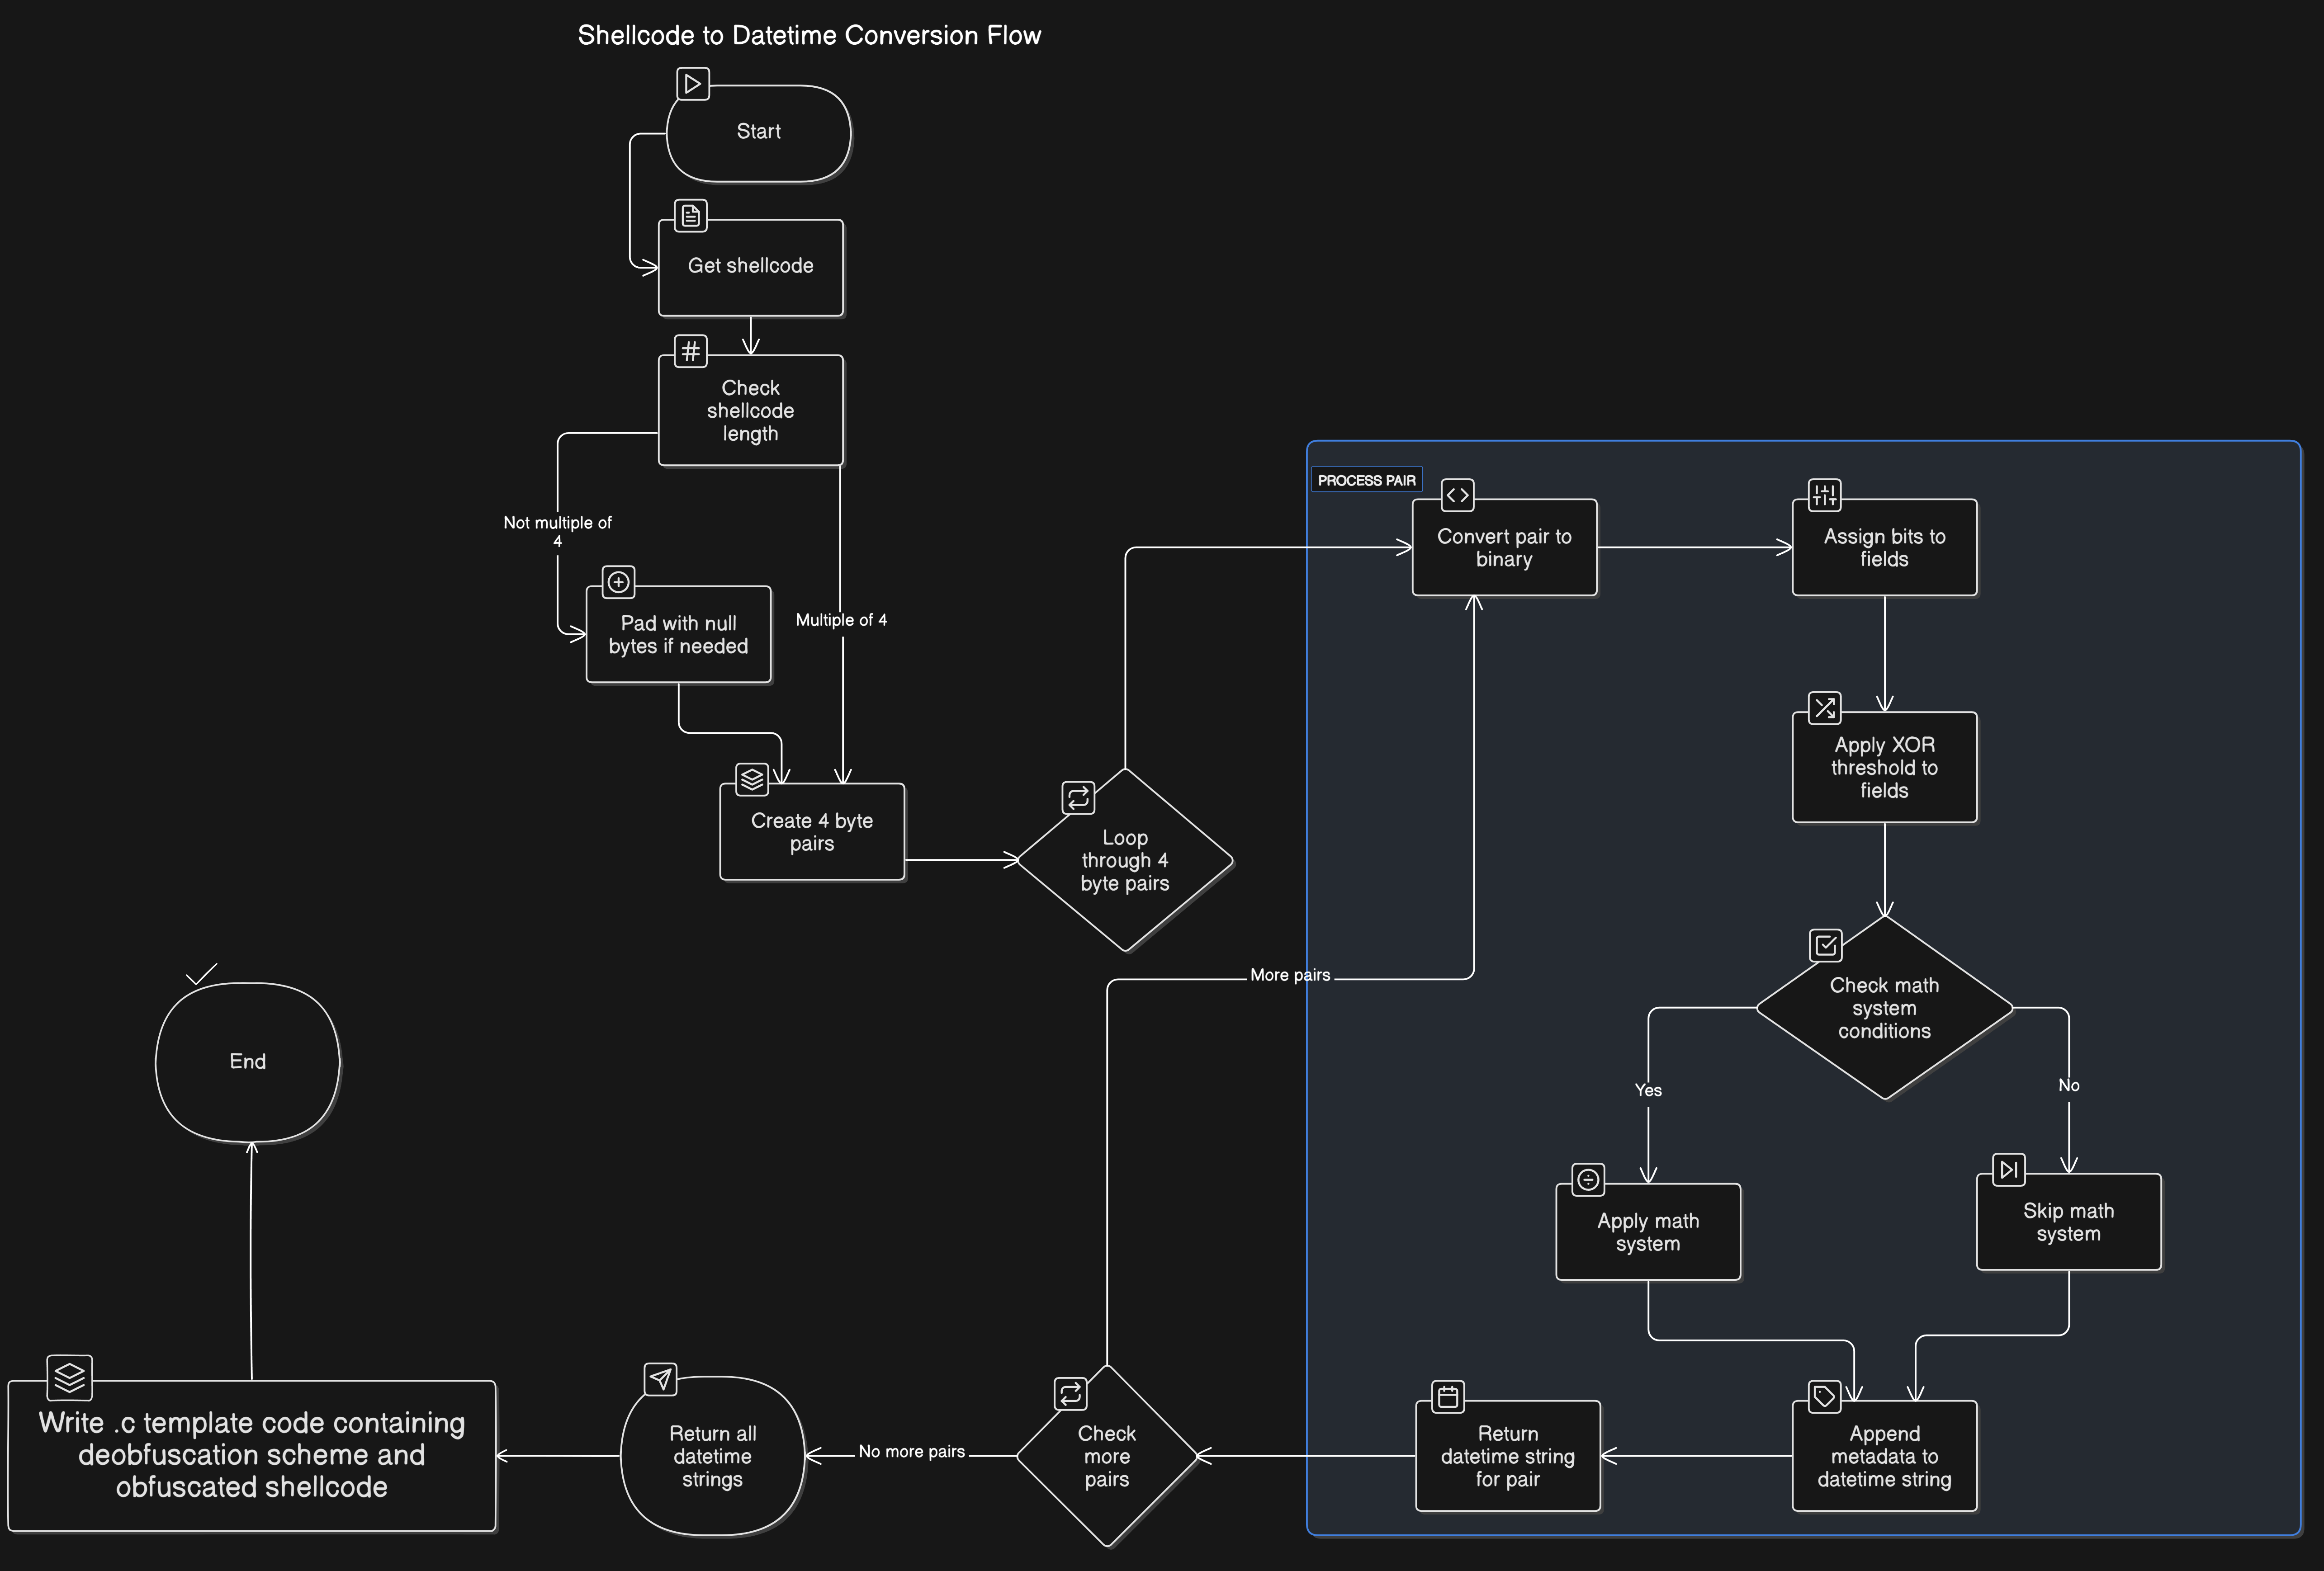 Shellcode to Datetime Conversion Flow
Start
Get shellcode
Check
shellcode
length
Not multiple of
4
Pad with null
bytes if needed
Multiple of 4
Create 4 byte
pairs
Loop
through 4
byte pairs
PROCESS PAIR
Convert pair to
binary
Assign bits to
fields
Apply XOR
threshold to
fields
Check math
system
conditions
Yes
No
Apply math
system
Skip math
system
Append
metadata to
datetime string
Return
datetime string
for pair
Check
more
pairs
More pairs
No more pairs
Return all
datetime
strings
Write .c template code containing
deobfuscation scheme and
obfuscated shellcode
End